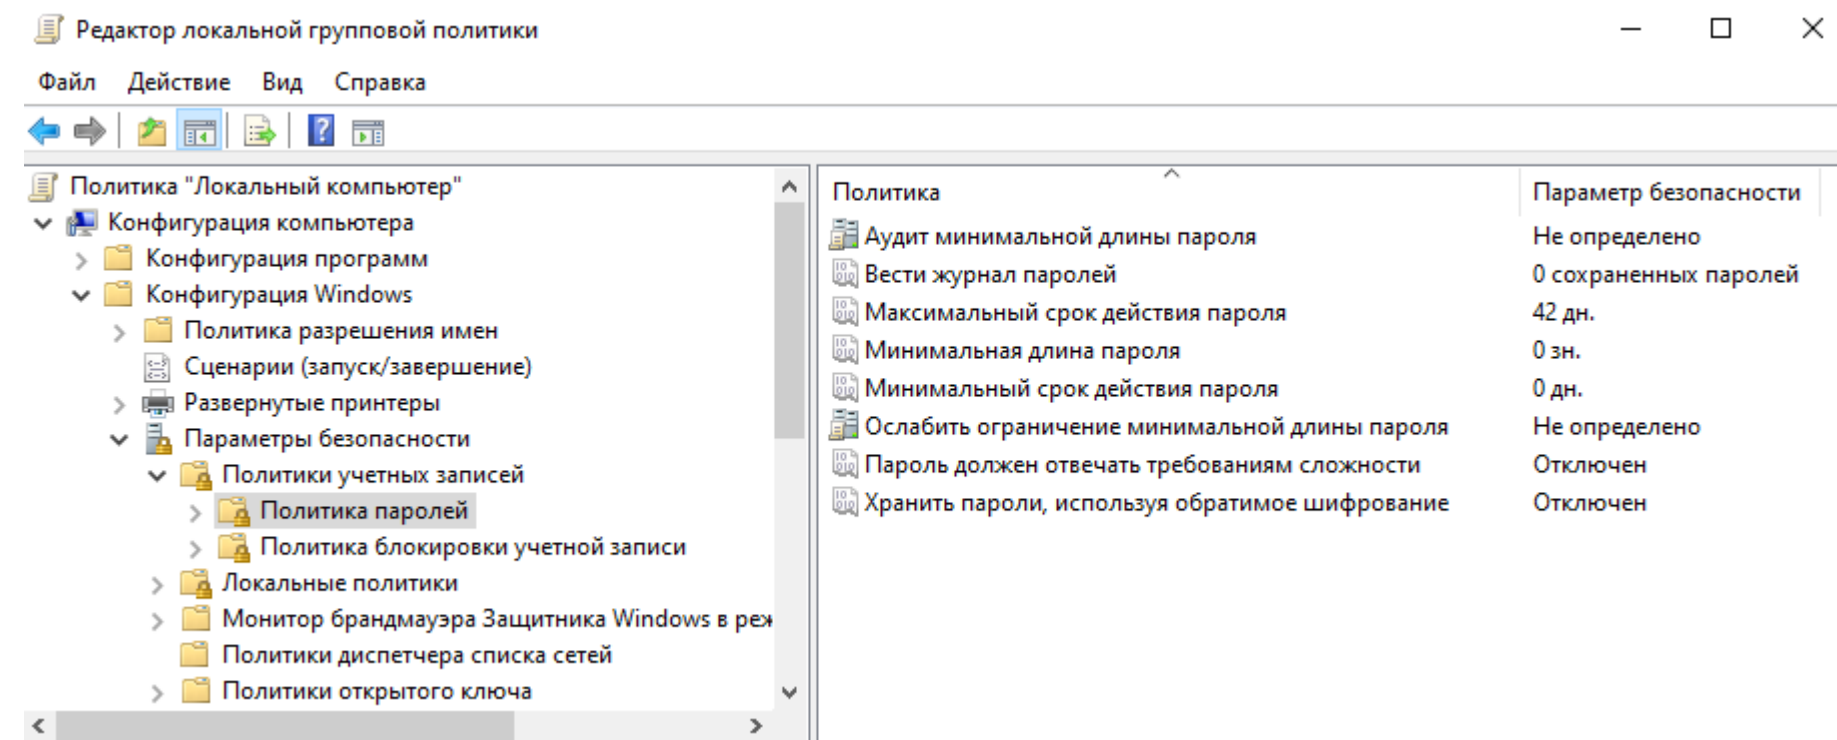 Редактор локальной групповой политики
Файл Действие Вид Справка
Политика "Локальный компьютер"
Конфигурация компьютера
Конфигурация программ
Конфигурация Windows
Политика разрешения имен
Сценарии (запуск/завершение)
Развернутые принтеры
Параметры безопасности
Политики учетных записей
Политика паролей
Политика блокировки учетной записи
Локальные политики
Монитор брандмауэра Защитника Windows в реж
Политики диспетчера списка сетей
Политики открытого ключа
Политика Параметр безопасности
Аудит минимальной длины пароля Не определено
Вести журнал паролей 0 сохраненных паролей
Максимальный срок действия пароля 42 дн.
Минимальная длина пароля 0 зн.
Минимальный срок действия пароля 0 дн.
Ослабить ограничение минимальной длины пароля Не определено
Пароль должен отвечать требованиям сложности Отключен
Хранить пароли, используя обратимое шифрование Отключен